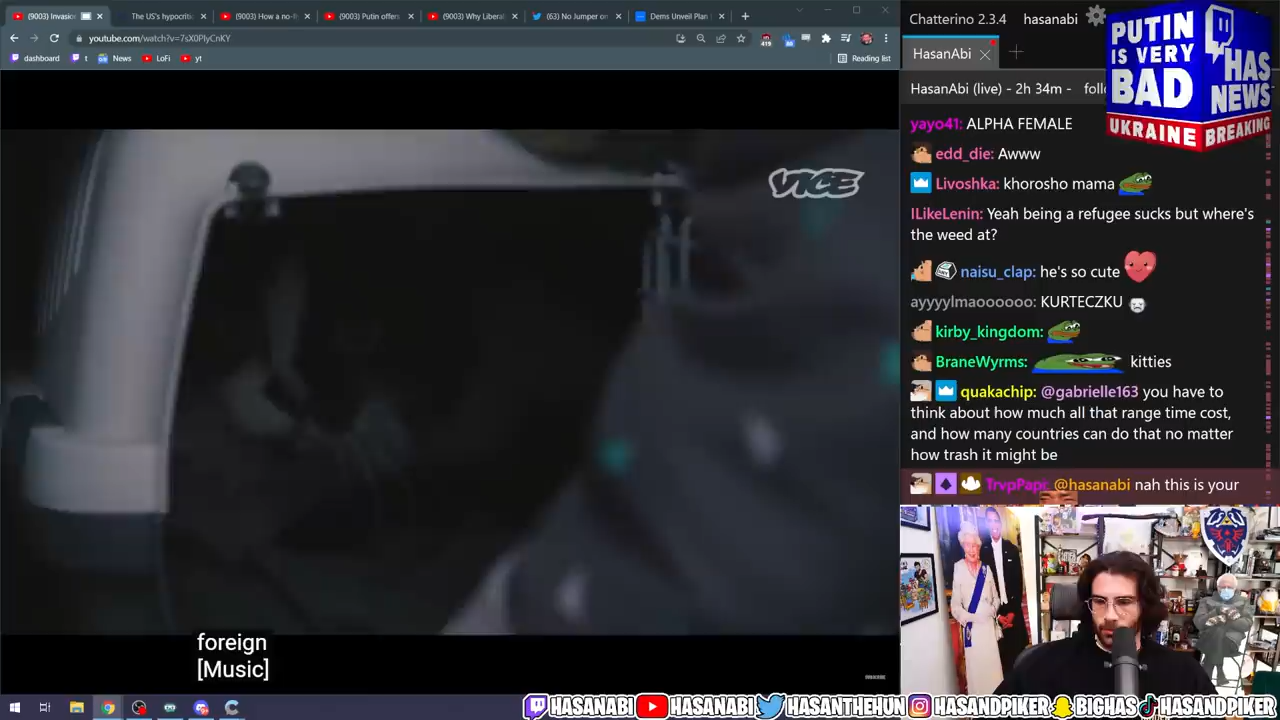 (9003) Invasio
The US's hypocriti
(9003) How a no-f
(9003) Putin offers
(9003) Why Liberal
(63) No Jumper on
Dems Unveil Plan
youtube.com/watch?v=7sX0PlyCnKY
dashboard
t
News
LoFi
yt
Reading list
VICE
foreign
[Music]
Chatterino 2.3.4
hasanabi
HasanAbi
HasanAbi (live) - 2h 34m -
PUTIN
IS VERY
BAD
HAS
NEWS
UKRAINE BREAKING
yayo41: ALPHA FEMALE
edd_die: Awww
Livoshka: khorosho mama
ILikeLenin: Yeah being a refugee sucks but where's
the weed at?
naisu_clap: he's so cute
ayyyylmaoooooo: KURTECZKU
kirby_kingdom:
BraneWyrms: kitties
quakachip: @gabrielle163 you have to
think about how much all that range time cost,
and how many countries can do that no matter
how trash it might be
TrvpPapi: @hasanabi nah this is your
HASANABI
HASANABI
HASANTHEHUN
HASANDPIKER
BIGHAS
HASANDPIKER